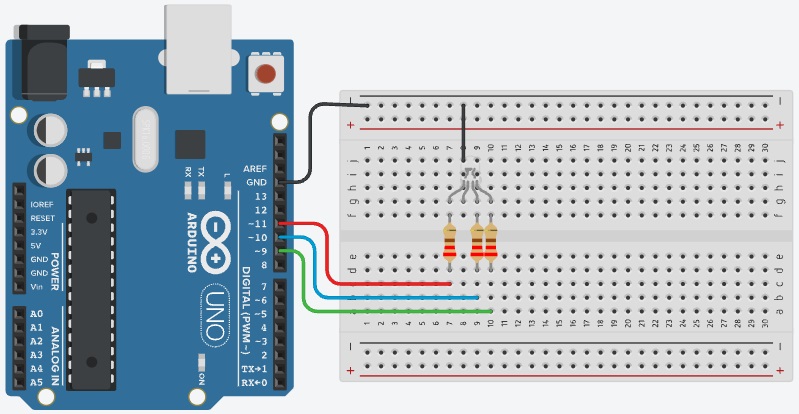 AREF
GND
13
12
~11
~10
~9
8
7
~6
~5
4
~3
2
TX→1
RX←0
DIGITAL (PWM~)
RX
TX
L
ARDUINO
UNO
ON
IOREF
RESET
3.3V
5V
GND
GND
Vin
POWER
A0
A1
A2
A3
A4
A5
ANALOG IN
− −
+ +
1 2 3 4 5 6 7 8 9 10 11 12 13 14 15 16 17 18 19 20 21 22 23 24 25 26 27 28 29 30
j j
i i
h h
g g
f f
e e
d d
c c
b b
a a
1 2 3 4 5 6 7 8 9 10 11 12 13 14 15 16 17 18 19 20 21 22 23 24 25 26 27 28 29 30
− −
+ +